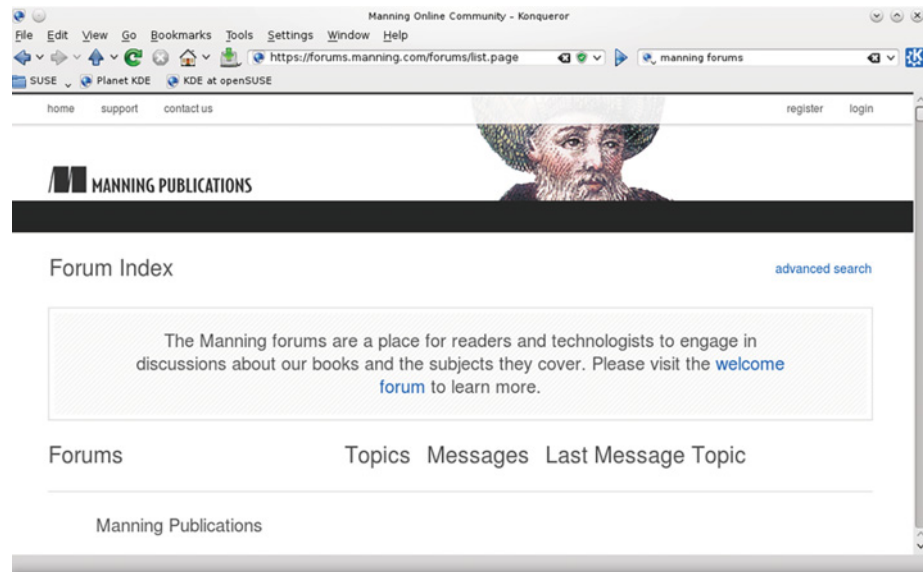 Manning Online Community - Konqueror
File Edit View Go Bookmarks Tools Settings Window Help
https://forums.manning.com/forums/list.page manning forums
SUSE Planet KDE KDE at openSUSE
home support contact us register login
MANNING PUBLICATIONS
Forum Index advanced search
The Manning forums are a place for readers and technologists to engage in
discussions about our books and the subjects they cover. Please visit the welcome
forum to learn more.
Forums Topics Messages Last Message Topic
Manning Publications